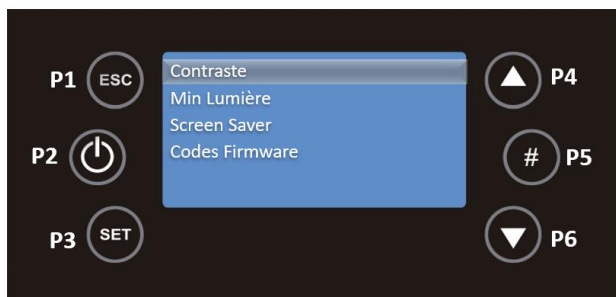 P1 ESC
Contraste
P4
Min Lumière
Screen Saver
P2
# P5
Codes Firmware
P3 SET
P6